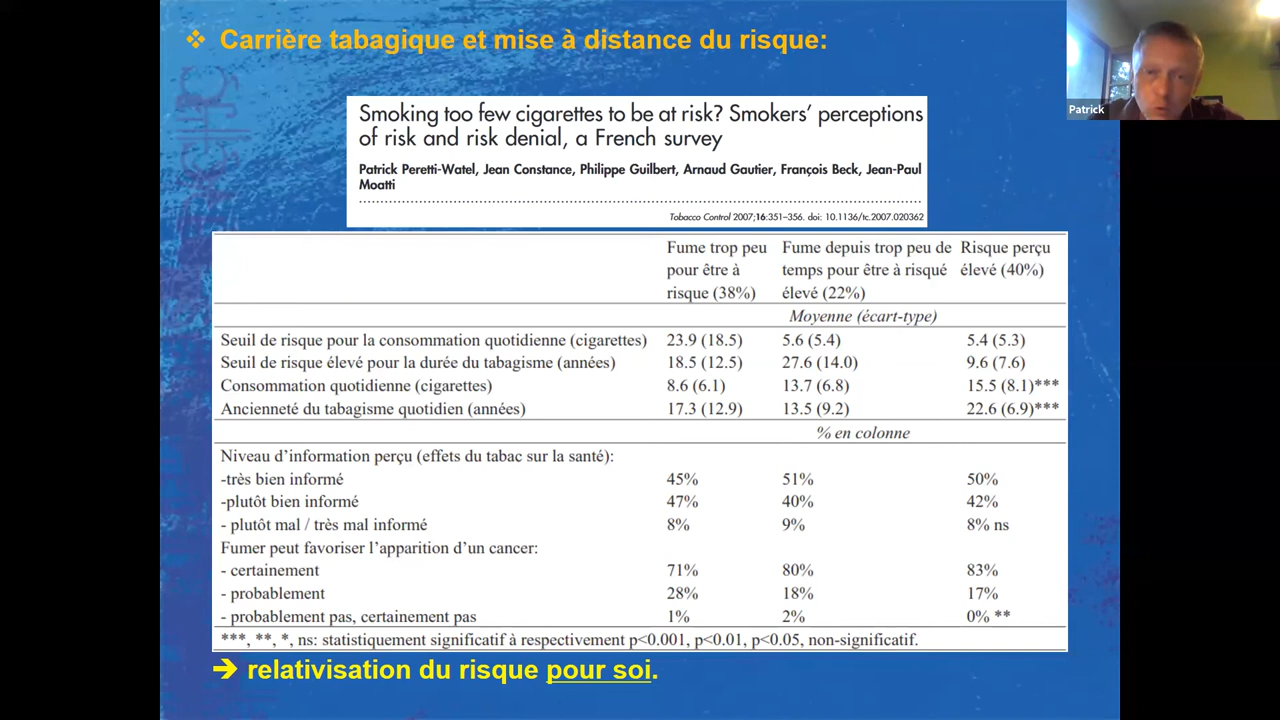 ❖ Carrière tabagique et mise à distance du risque:
Patrick
Smoking too few cigarettes to be at risk? Smokers' perceptions
of risk and risk denial, a French survey
Patrick Peretti-Watel, Jean Constance, Philippe Guilbert, Arnaud Gautier, François Beck, Jean-Paul
Moatti
Tobacco Control 2007;16:351–356. doi: 10.1136/tc.2007.020362
Fume trop peu Fume depuis trop peu de Risque perçu
pour être à temps pour être à risqué élevé (40%)
risque (38%) élevé (22%)
Moyenne (écart-type)
Seuil de risque pour la consommation quotidienne (cigarettes) 23.9 (18.5) 5.6 (5.4) 5.4 (5.3)
Seuil de risque élevé pour la durée du tabagisme (années) 18.5 (12.5) 27.6 (14.0) 9.6 (7.6)
Consommation quotidienne (cigarettes) 8.6 (6.1) 13.7 (6.8) 15.5 (8.1)***
Ancienneté du tabagisme quotidien (années) 17.3 (12.9) 13.5 (9.2) 22.6 (6.9)***
% en colonne
Niveau d'information perçu (effets du tabac sur la santé):
-très bien informé 45% 51% 50%
-plutôt bien informé 47% 40% 42%
- plutôt mal / très mal informé 8% 9% 8% ns
Fumer peut favoriser l'apparition d'un cancer:
- certainement 71% 80% 83%
- probablement 28% 18% 17%
- probablement pas, certainement pas 1% 2% 0% **
***, **, *, ns: statistiquement significatif à respectivement p<0.001, p<0.01, p<0.05, non-significatif.
➔ relativisation du risque pour soi.